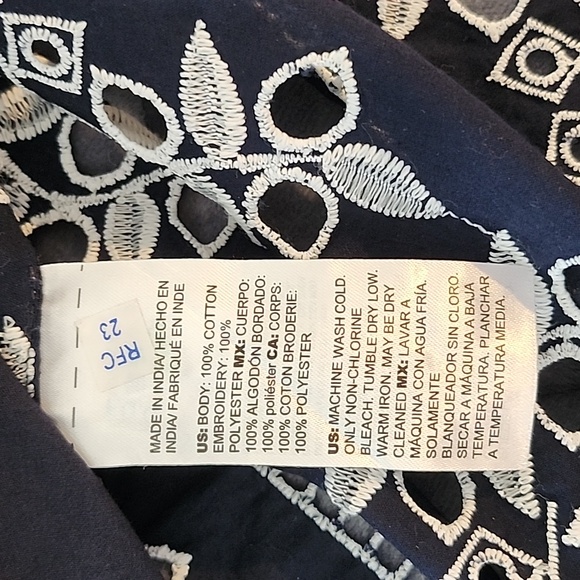 RFC
23
MADE IN INDIA/ HECHO EN
INDIA/ FABRIQUÉ EN INDE
US: BODY: 100% COTTON
EMBROIDERY: 100%
POLYESTER MX: CUERPO:
100% ALGODÓN BORDADO:
100% poliéster CA: CORPS:
100% COTON BRODERIE:
100% POLYESTER
US: MACHINE WASH COLD.
ONLY NON-CHLORINE
BLEACH. TUMBLE DRY LOW.
WARM IRON. MAY BE DRY
CLEANED MX: LAVAR A
MÁQUINA CON AGUA FRÍA.
SOLAMENTE
BLANQUEADOR SIN CLORO.
SECAR A MÁQUINA A BAJA
TEMPERATURA. PLANCHAR
A TEMPERATURA MEDIA.